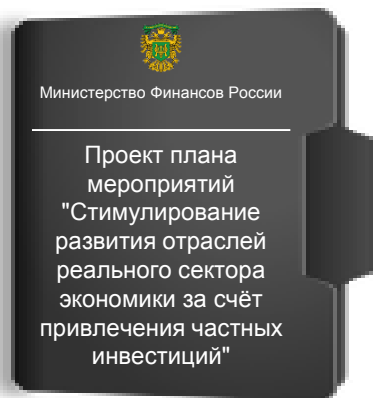 Министерство Финансов России
Проект плана
мероприятий
"Стимулирование
развития отраслей
реального сектора
экономики за счёт
привлечения частных
инвестиций"